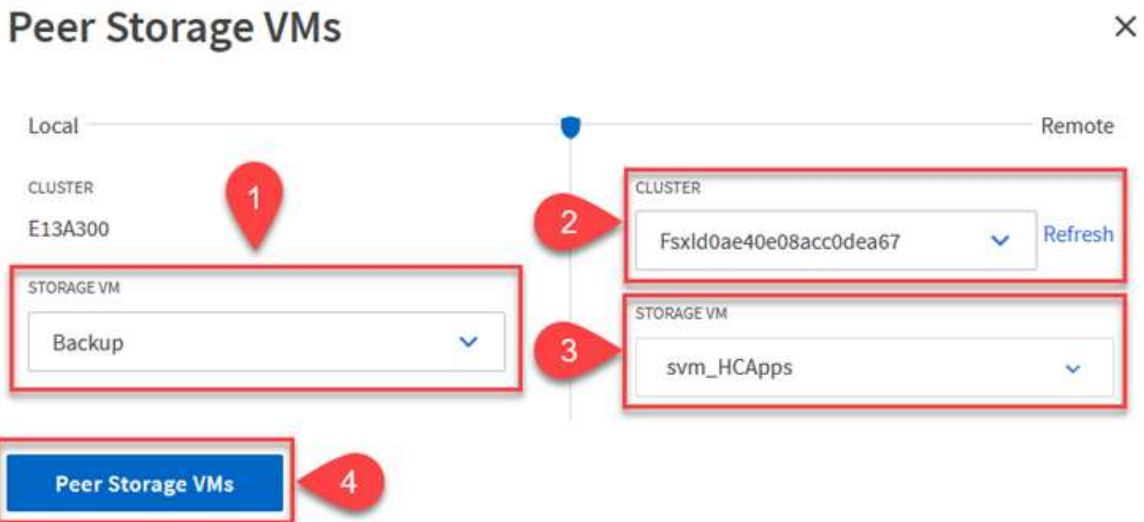 Peer Storage VMs
Local
Remote
CLUSTER
E13A300
1
STORAGE VM
Backup
2
CLUSTER
FsxId0ae40e08acc0dea67
Refresh
3
STORAGE VM
svm_HCApps
Peer Storage VMs
4